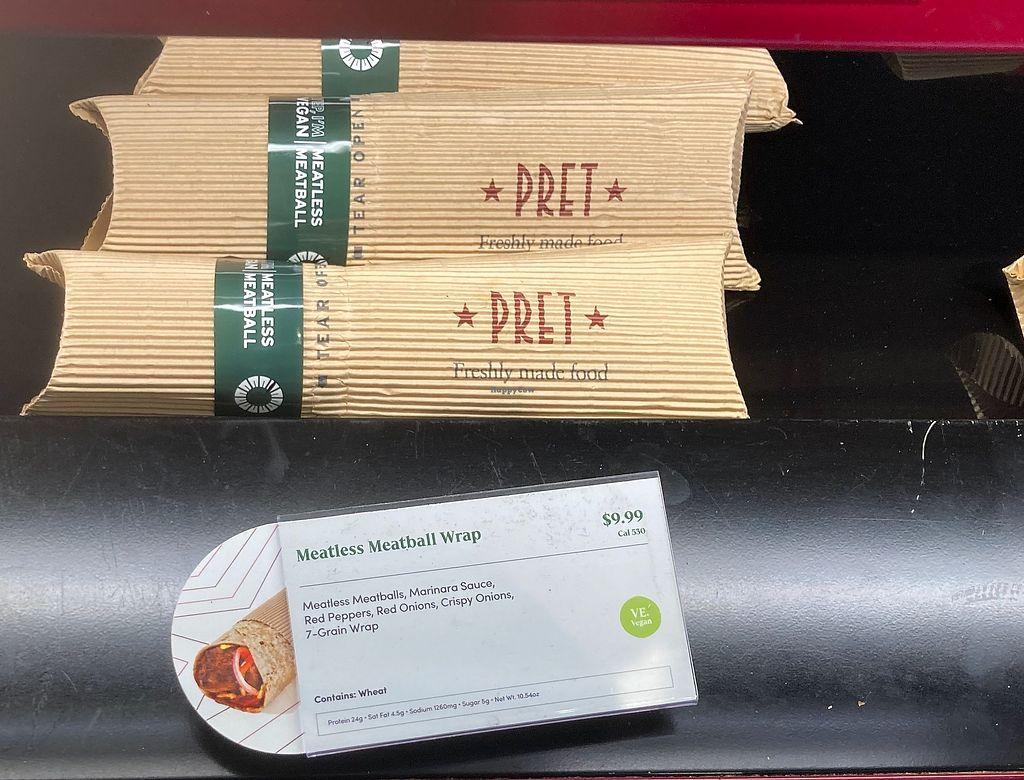 EP, I'M MEATLESS
VEGAN MEATBALL
TEAR OPEN
★ PRET ★
Freshly made food
MEATLESS
MEATBALL
TEAR
★ PRET ★
Freshly made food
HappyCow
Meatless Meatball Wrap
$9.99
Cal 530
Meatless Meatballs, Marinara Sauce,
Red Peppers, Red Onions, Crispy Onions,
7-Grain Wrap
VE.'
Vegan
Contains: Wheat
Protein 24g • Sat Fat 4.5g • Sodium 1260mg • Sugar 5g • Net Wt. 10.54oz